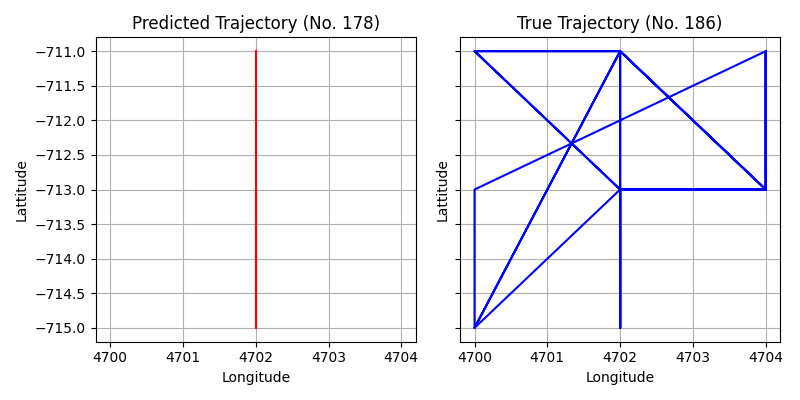 Predicted Trajectory (No. 178)
True Trajectory (No. 186)
−711.0
−711.5
−712.0
−712.5
−713.0
−713.5
−714.0
−714.5
−715.0
Lattitude
Lattitude
4700 4701 4702 4703 4704
4700 4701 4702 4703 4704
Longitude
Longitude